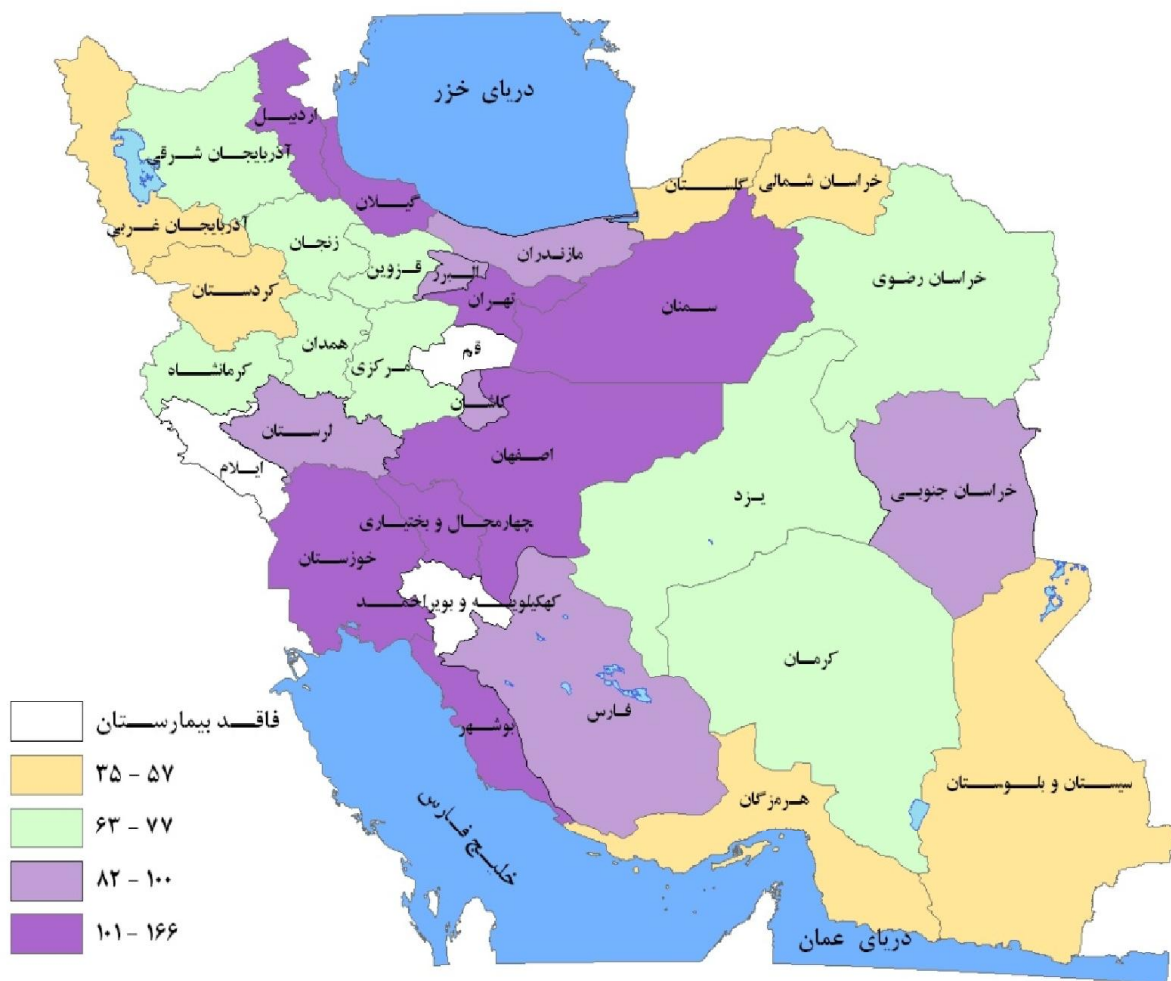 دریای خزر
اردبیل
آذربایجان شرقی
گیلان
گلستان
خراسان شمالی
آذربایجان غربی
زنجان
مازندران
قزوین
البرز
خراسان رضوی
کردستان
تهران
سمنان
همدان
قم
کرمانشاه
مرکزی
کاشان
لرستان
اصفهان
ایلام
یزد
خراسان جنوبی
چهارمحال و بختیاری
خوزستان
کهکیلویه و بویراحمد
کرمان
فارس
بوشهر
سیستان و بلوستان
هرمزگان
خلیج فارس
دریای عمان
فاقد بیمارستان
۳۵ - ۵۷
۶۳ - ۷۷
۸۲ - ۱۰۰
۱۰۱ - ۱۶۶